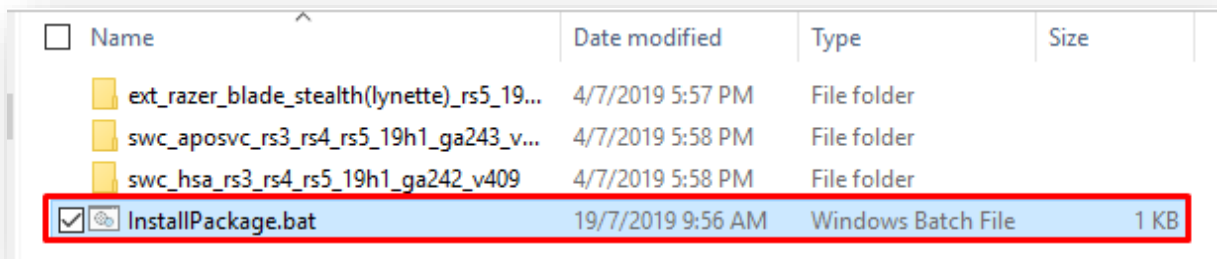 Name Date modified Type Size
ext_razer_blade_stealth(lynette)_rs5_19... 4/7/2019 5:57 PM File folder
swc_aposvc_rs3_rs4_rs5_19h1_ga243_v... 4/7/2019 5:58 PM File folder
swc_hsa_rs3_rs4_rs5_19h1_ga242_v409 4/7/2019 5:58 PM File folder
InstallPackage.bat 19/7/2019 9:56 AM Windows Batch File 1 KB